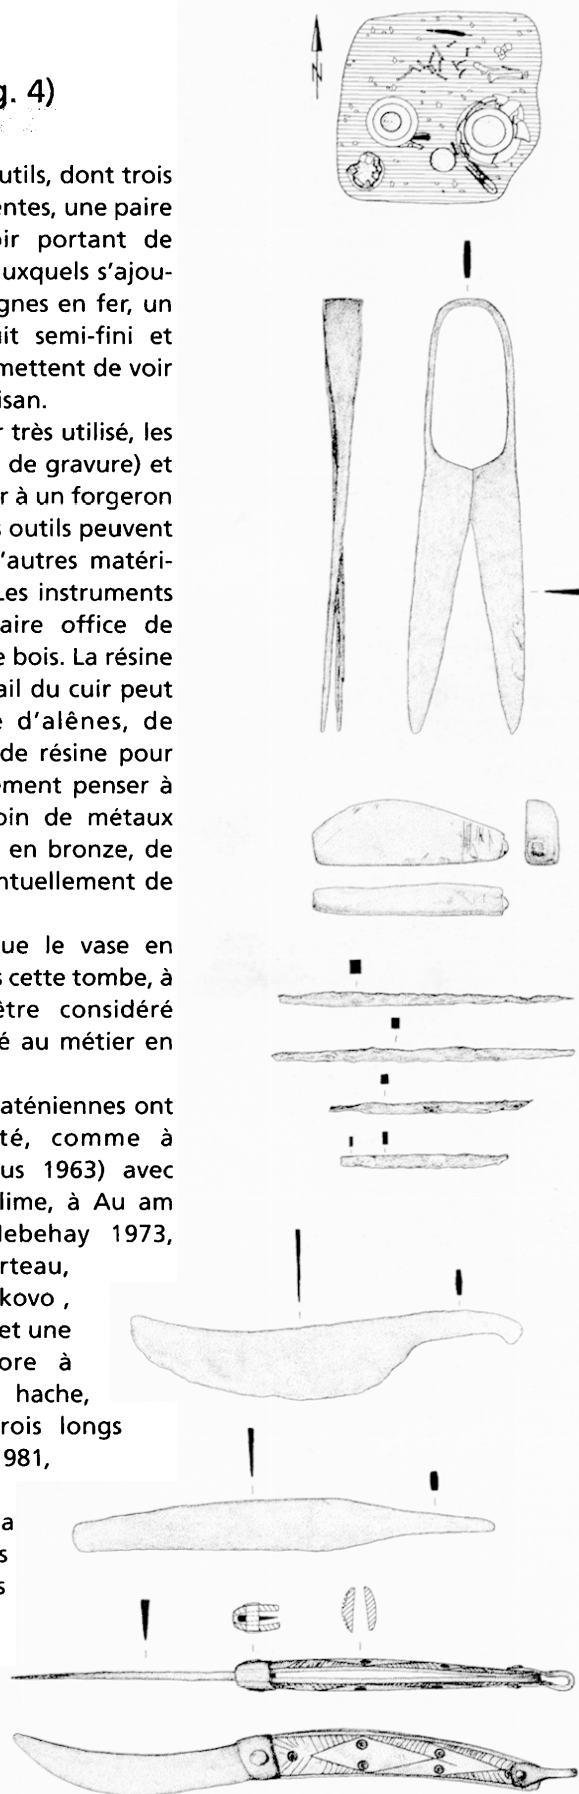 g. 4)
N
utils, dont trois
entes, une paire
oir portant de
uxquels s'ajou-
gnes en fer, un
uit semi-fini et
mettent de voir
isan.
r très utilisé, les
de gravure) et
r à un forgeron
s outils peuvent
'autres matéri-
Les instruments
aire office de
e bois. La résine
ail du cuir peut
e d'alênes, de
de résine pour
ement penser à
oin de métaux
en bronze, de
ntuellement de
ue le vase en
s cette tombe, à
être considéré
é au métier en
aténiennes ont
té, comme à
us 1963) avec
lime, à Au am
Nebehay 1973,
rteau,
kovo ,
et une
ore à
hache,
rois longs
981,
a
s
s